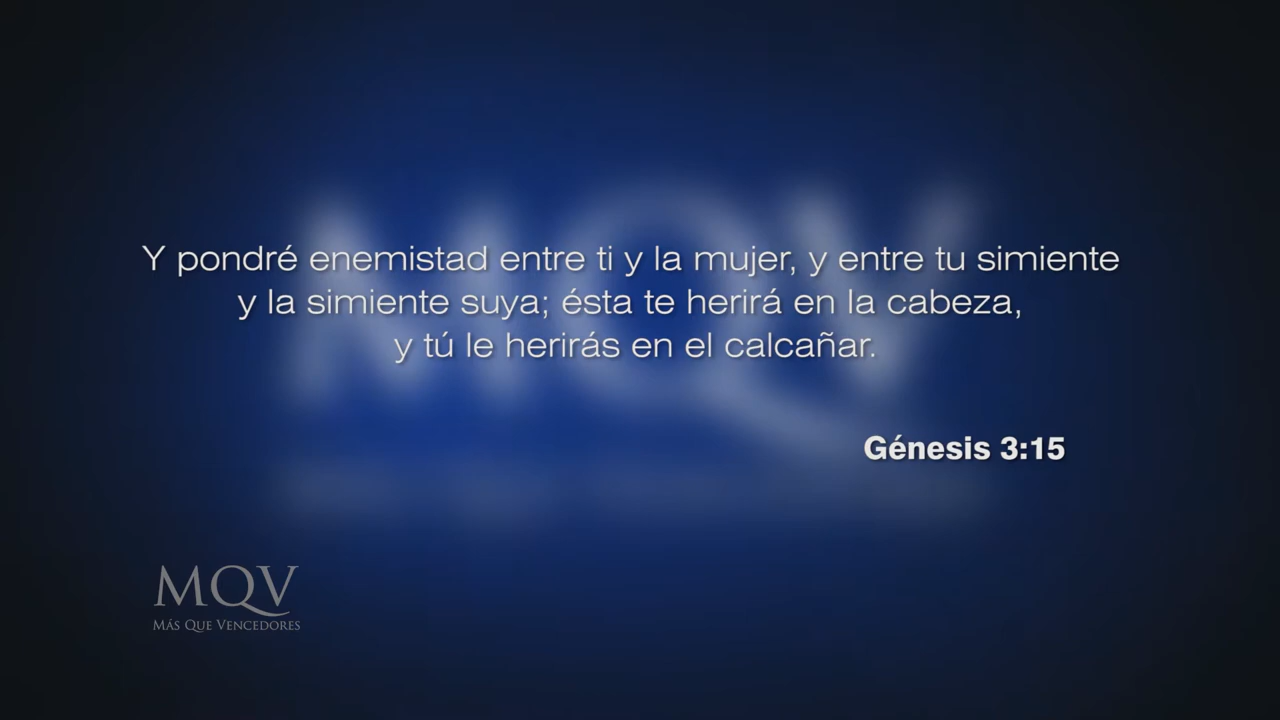 Y pondré enemistad entre ti y la mujer, y entre tu simiente
y la simiente suya; ésta te herirá en la cabeza,
y tú le herirás en el calcañar.
Génesis 3:15
MQV
Más Que Vencedores